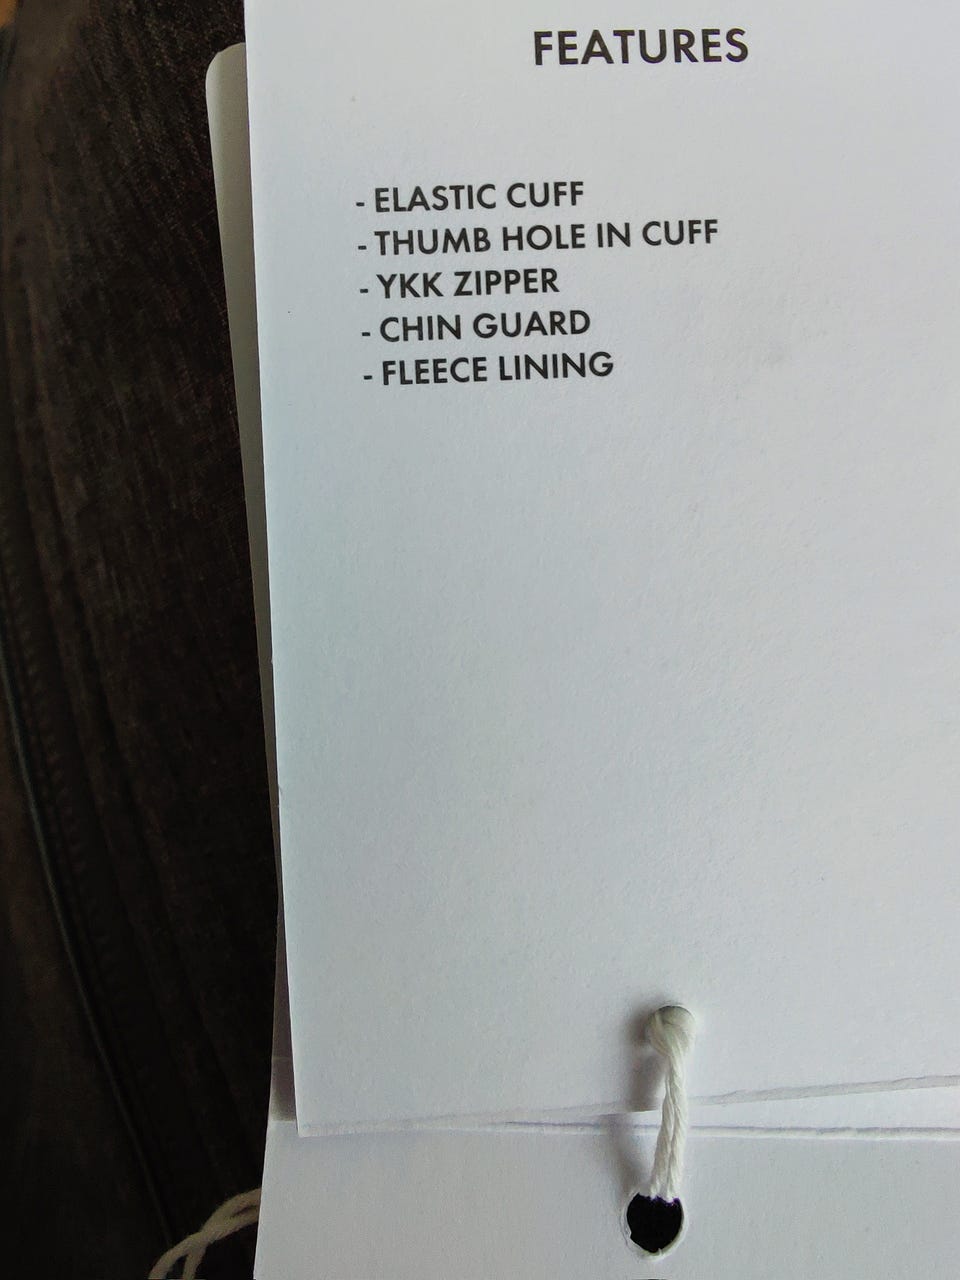 FEATURES
- ELASTIC CUFF
- THUMB HOLE IN CUFF
- YKK ZIPPER
- CHIN GUARD
- FLEECE LINING